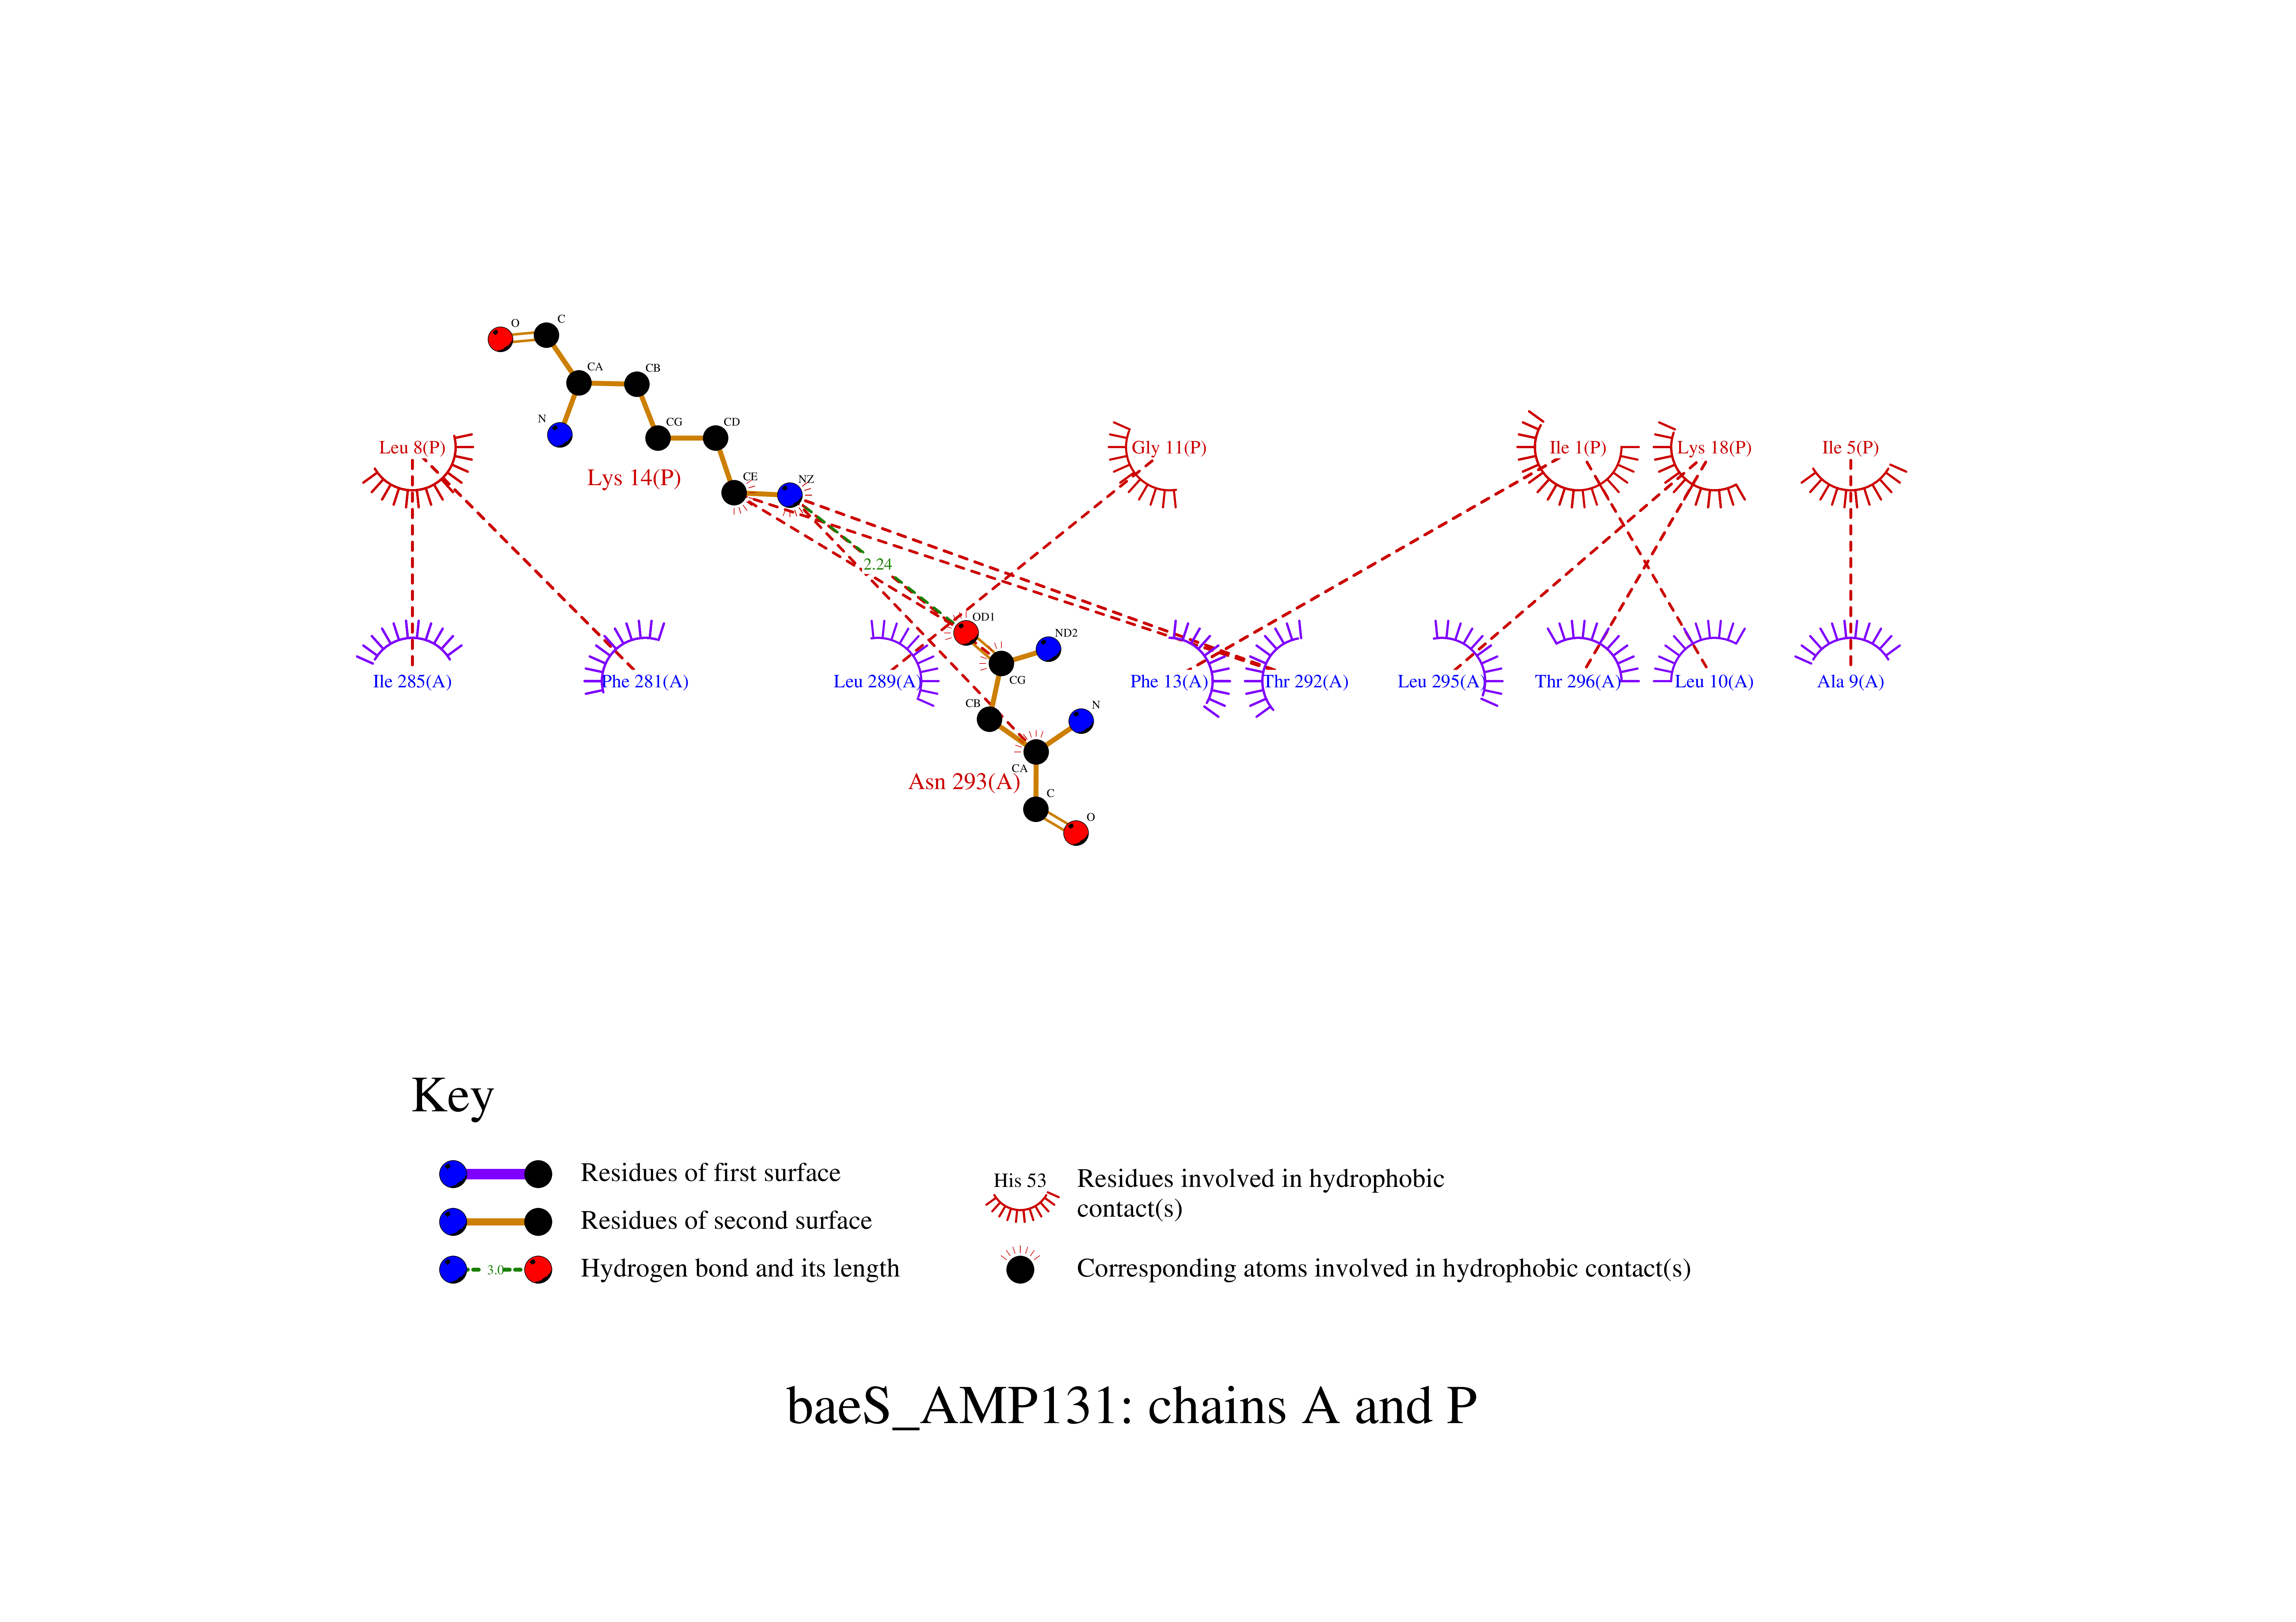 O C
CA CB
N CG CD
Leu 8(P) Gly 11(P) Ile 1(P) Lys 18(P) Ile 5(P)
Lys 14(P) CE NZ
2.24
OD1 ND2
CG
Ile 285(A) Phe 281(A) Leu 289(A) Phe 13(A) Thr 292(A) Leu 295(A) Thr 296(A) Leu 10(A) Ala 9(A)
CB N
CA
Asn 293(A) C
O
Key
Residues of first surface
Residues of second surface
3.0 Hydrogen bond and its length
His 53 Residues involved in hydrophobic
contact(s)
Corresponding atoms involved in hydrophobic contact(s)
baeS_AMP131: chains A and P